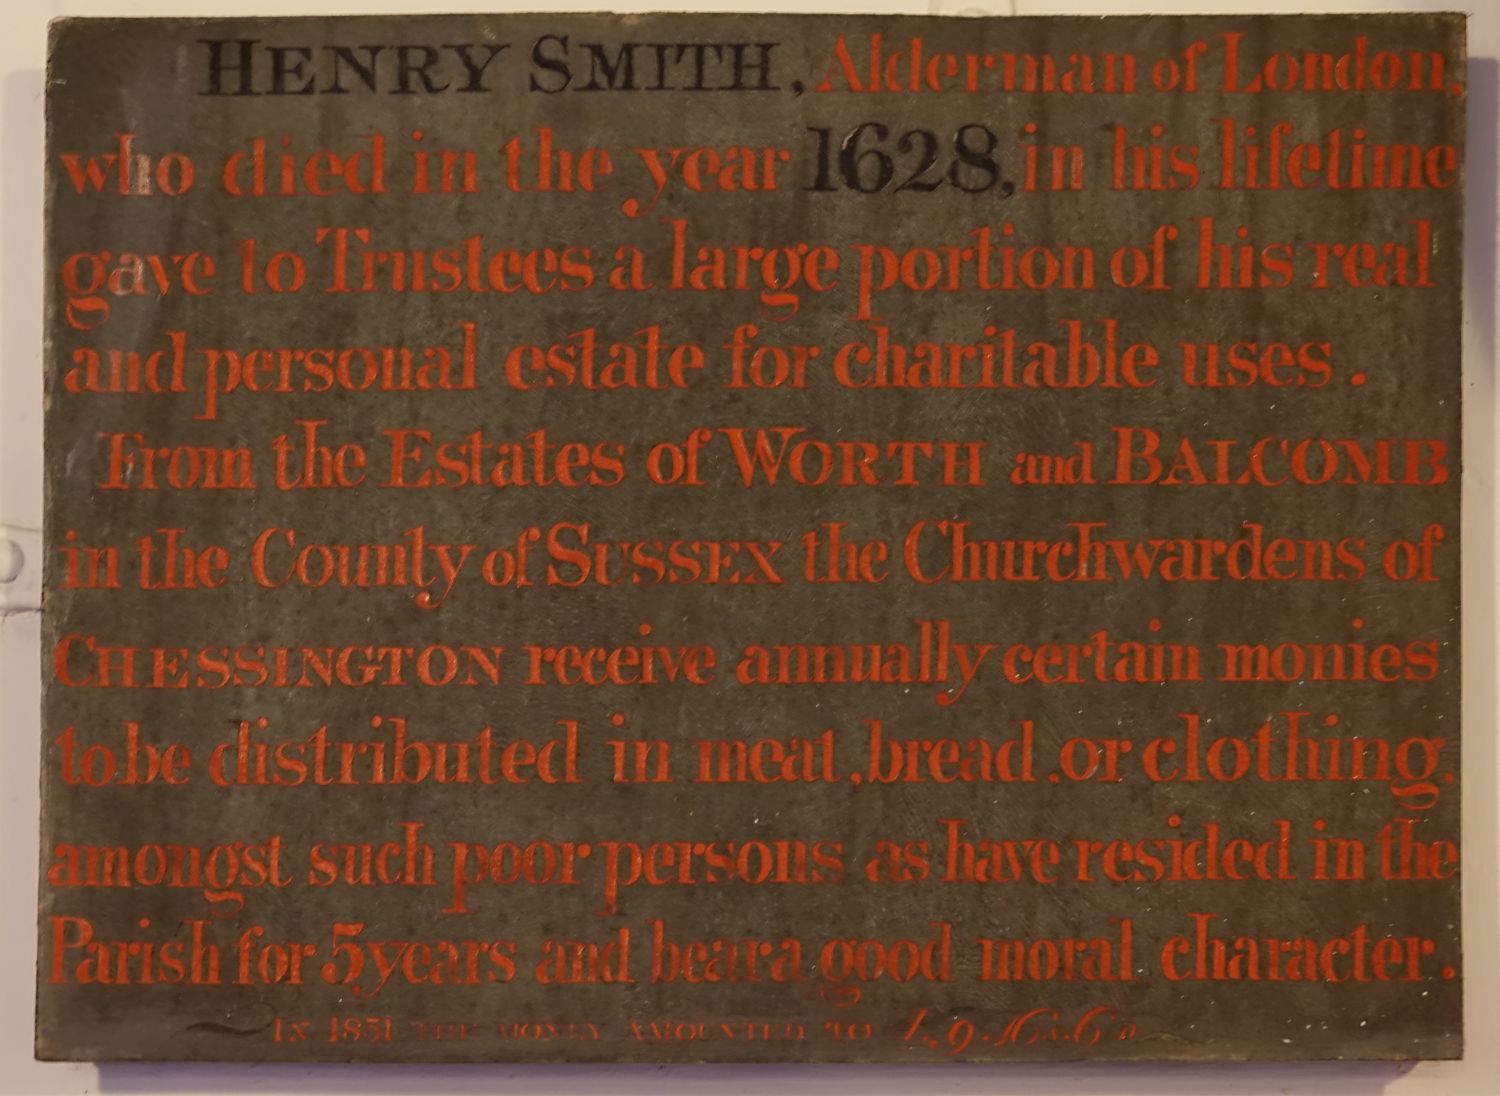 HENRY SMITH, Alderman of London,
who died in the year 1628, in his lifetime
gave to Trustees a large portion of his real
and personal estate for charitable uses.
From the Estates of WORTH and BALCOMB
in the County of SUSSEX the Churchwardens of
CHESSINGTON receive annually certain monies
to be distributed in meat, bread, or clothing,
amongst such poor persons as have resided in the
Parish for 5 years and bear a good moral character.
IN 1851 THE MONEY AMOUNTED TO £9.16s.6D